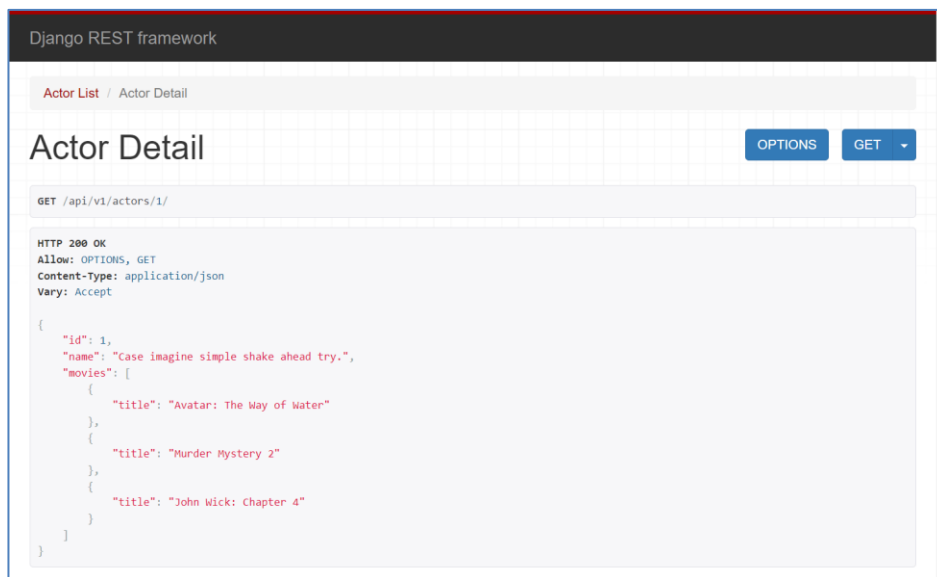 Django REST framework
Actor List / Actor Detail
Actor Detail
OPTIONS
GET
GET /api/v1/actors/1/
HTTP 200 OK
Allow: OPTIONS, GET
Content-Type: application/json
Vary: Accept
{
    "id": 1,
    "name": "Case imagine simple shake ahead try.",
    "movies": [
        {
            "title": "Avatar: The Way of Water"
        },
        {
            "title": "Murder Mystery 2"
        },
        {
            "title": "John Wick: Chapter 4"
        }
    ]
}